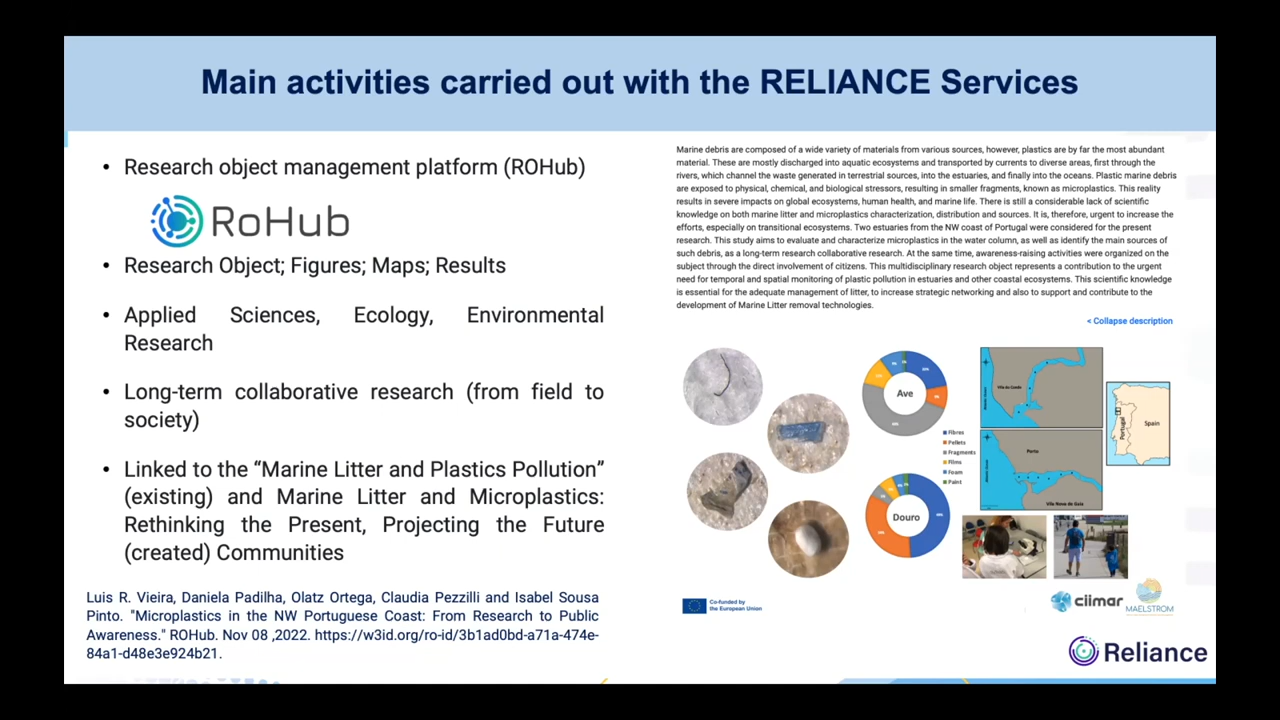 Main activities carried out with the RELIANCE Services
• Research object management platform (ROHub)
RoHub
• Research Object; Figures; Maps; Results
• Applied Sciences, Ecology, Environmental
Research
• Long-term collaborative research (from field to
society)
• Linked to the “Marine Litter and Plastics Pollution”
(existing) and Marine Litter and Microplastics:
Rethinking the Present, Projecting the Future
(created) Communities
Luis R. Vieira, Daniela Padilha, Olatz Ortega, Claudia Pezzilli and Isabel Sousa
Pinto. "Microplastics in the NW Portuguese Coast: From Research to Public
Awareness." ROHub. Nov 08 ,2022. https://w3id.org/ro-id/3b1ad0bd-a71a-474e-
84a1-d48e3e924b21.
Marine debris are composed of a wide variety of materials from various sources, however, plastics are by far the most abundant
material. These are mostly discharged into aquatic ecosystems and transported by currents to diverse areas, first through the
rivers, which channel the waste generated in terrestrial sources, into the estuaries, and finally into the oceans. Plastic marine debris
are exposed to physical, chemical, and biological stressors, resulting in smaller fragments, known as microplastics. This reality
results in severe impacts on global ecosystems, human health, and marine life. There is still a considerable lack of scientific
knowledge on both marine litter and microplastics characterization, distribution and sources. It is, therefore, urgent to increase the
efforts, especially on transitional ecosystems. Two estuaries from the NW coast of Portugal were considered for the present
research. This study aims to evaluate and characterize microplastics in the water column, as well as identify the main sources of
such debris, as a long-term research collaborative research. At the same time, awareness-raising activities were organized on the
subject through the direct involvement of citizens. This multidisciplinary research object represents a contribution to the urgent
need for temporal and spatial monitoring of plastic pollution in estuaries and other coastal ecosystems. This scientific knowledge
is essential for the adequate management of litter, to increase strategic networking and also to support and contribute to the
development of Marine Litter removal technologies.
< Collapse description
Ave
Fibres
Pellets
Fragments
Films
Foam
Paint
Douro
Vila do Conde
Porto
Vila Nova de Gaia
Portugal
Spain
Co-funded by
the European Union
ciimar
MAELSTROM
Reliance